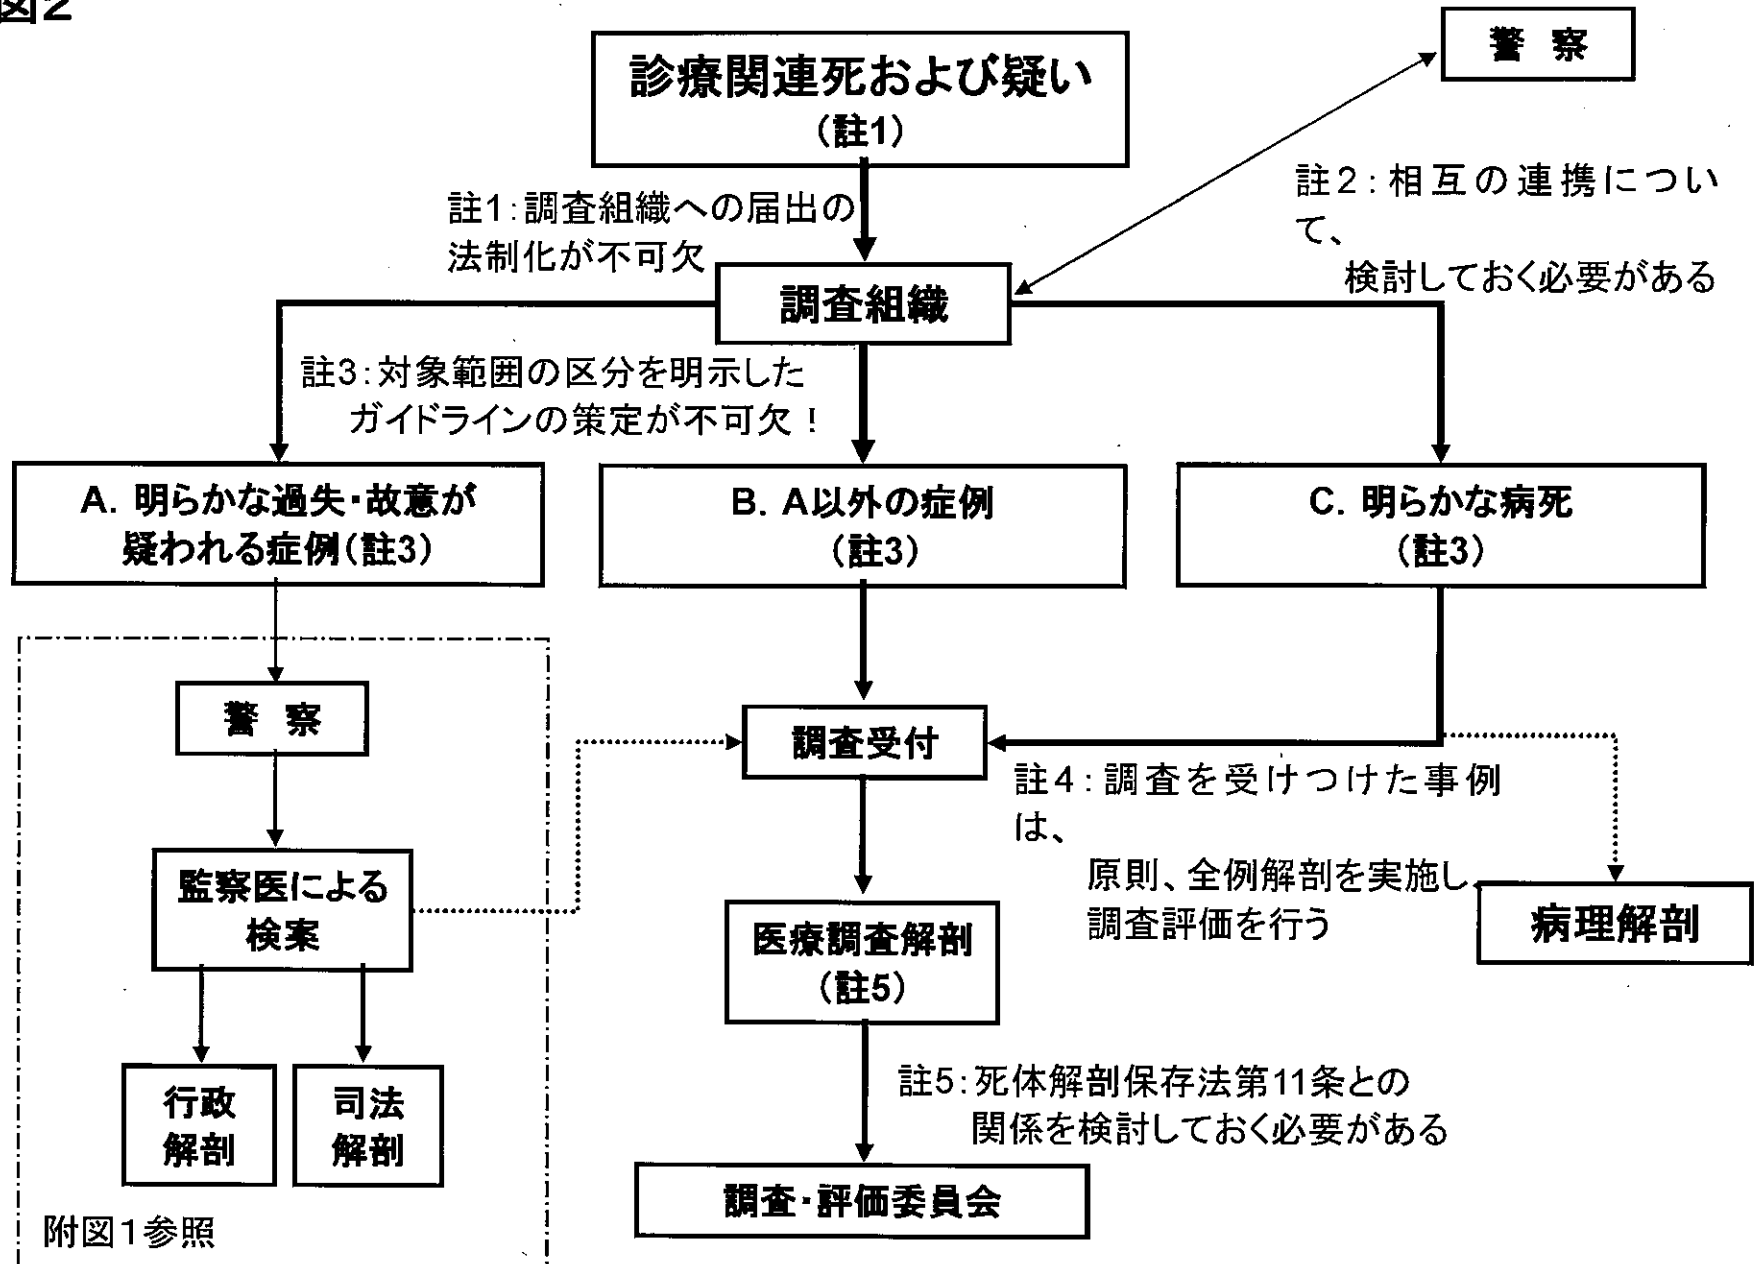 図2
警 察
診療関連死および疑い
（註1）
註1：調査組織への届出の
法制化が不可欠
註2：相互の連携につい
て、
検討しておく必要がある
調査組織
註3：対象範囲の区分を明示した
ガイドラインの策定が不可欠！
A. 明らかな過失・故意が
疑われる症例（註3）
B. A以外の症例
（註3）
C. 明らかな病死
（註3）
警 察
調査受付
註4：調査を受けつけた事例
は、
原則、全例解剖を実施し、
調査評価を行う
監察医による
検案
医療調査解剖
（註5）
病理解剖
行政
解剖
司法
解剖
註5：死体解剖保存法第11条との
関係を検討しておく必要がある
調査・評価委員会
附図1参照